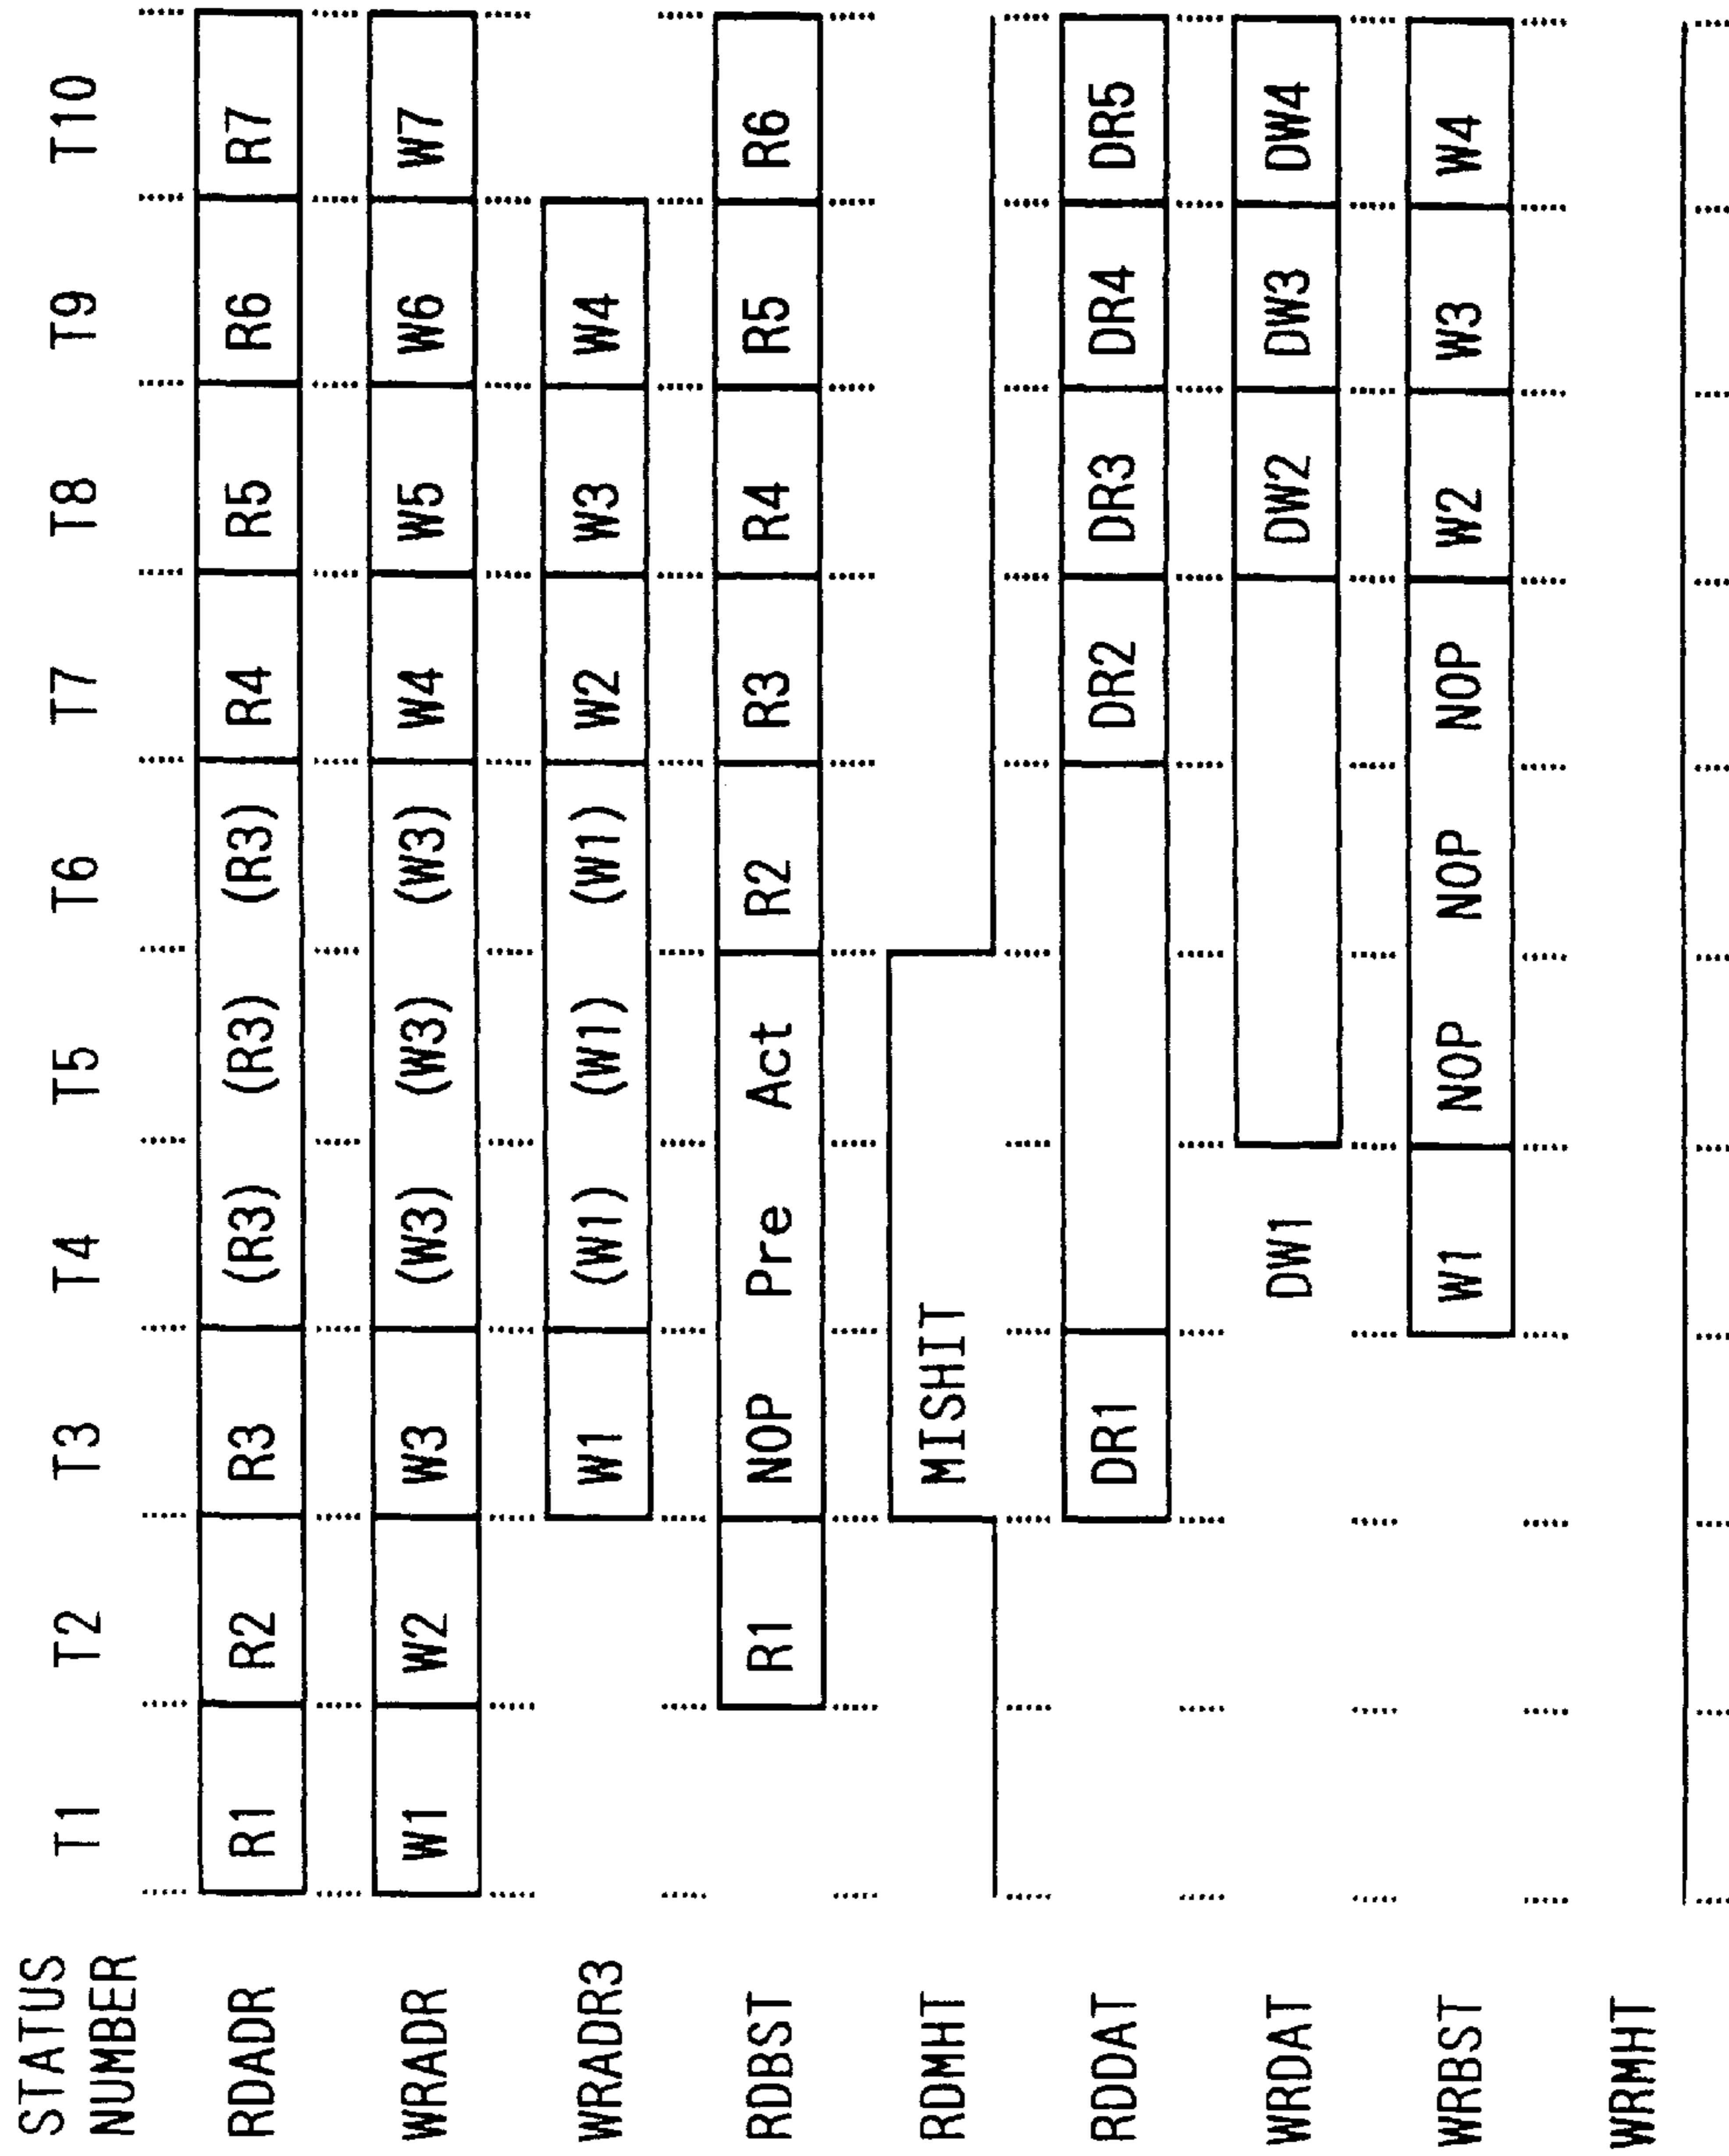 STATUS NUMBER T1 T2 T3 T4 T5 T6 T7 T8 T9 T10
RDADR R1 R2 R3 (R3) (R3) (R3) R4 R5 R6 R7
WRADR W1 W2 W3 (W3) (W3) (W3) W4 W5 W6 W7
WRADR3 W1 (W1) (W1) (W1) W2 W3 W4
RDBST R1 NOP Pre Act R2 R3 R4 R5 R6
RDMHT MISHIT
RDDAT DR1 DR2 DR3 DR4 DR5
WRDAT DW1 DW2 DW3 DW4
WRBST W1 NOP NOP NOP W2 W3 W4
WRMHT